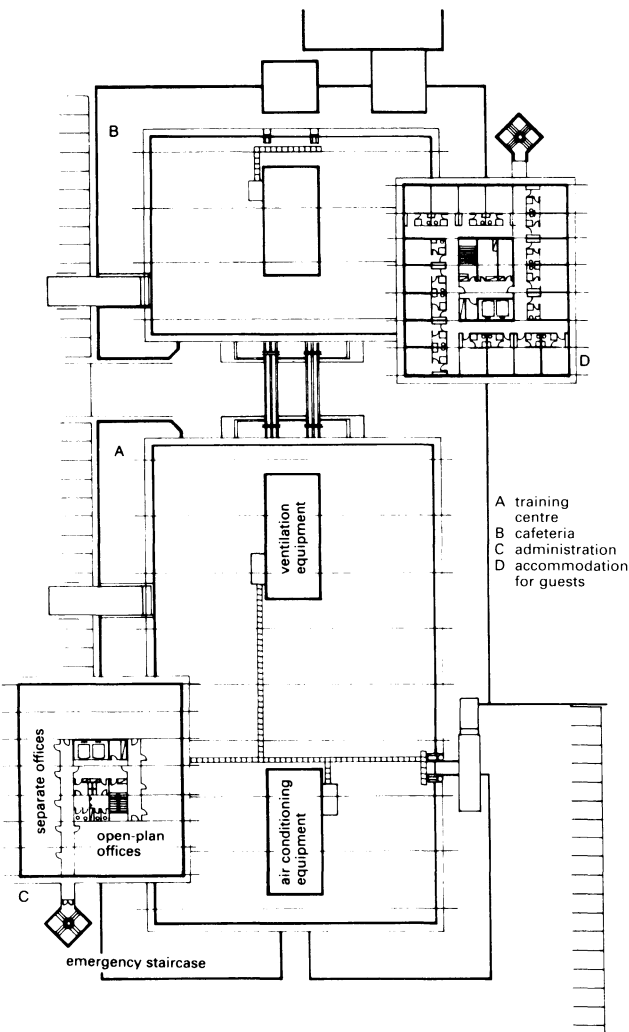 B
D
A
ventilation
equipment
A training
centre
B cafeteria
C administration
D accommodation
for guests
separate offices
open-plan
offices
air conditioning
equipment
C
emergency staircase